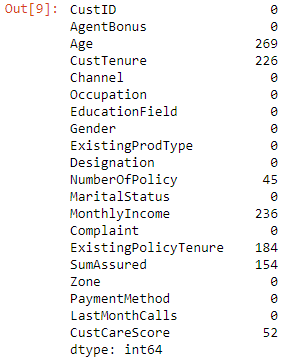 Out[9]: CustID 0
AgentBonus 0
Age 269
CustTenure 226
Channel 0
Occupation 0
EducationField 0
Gender 0
ExistingProdType 0
Designation 0
NumberOfPolicy 45
MaritalStatus 0
MonthlyIncome 236
Complaint 0
ExistingPolicyTenure 184
SumAssured 154
Zone 0
PaymentMethod 0
LastMonthCalls 0
CustCareScore 52
dtype: int64